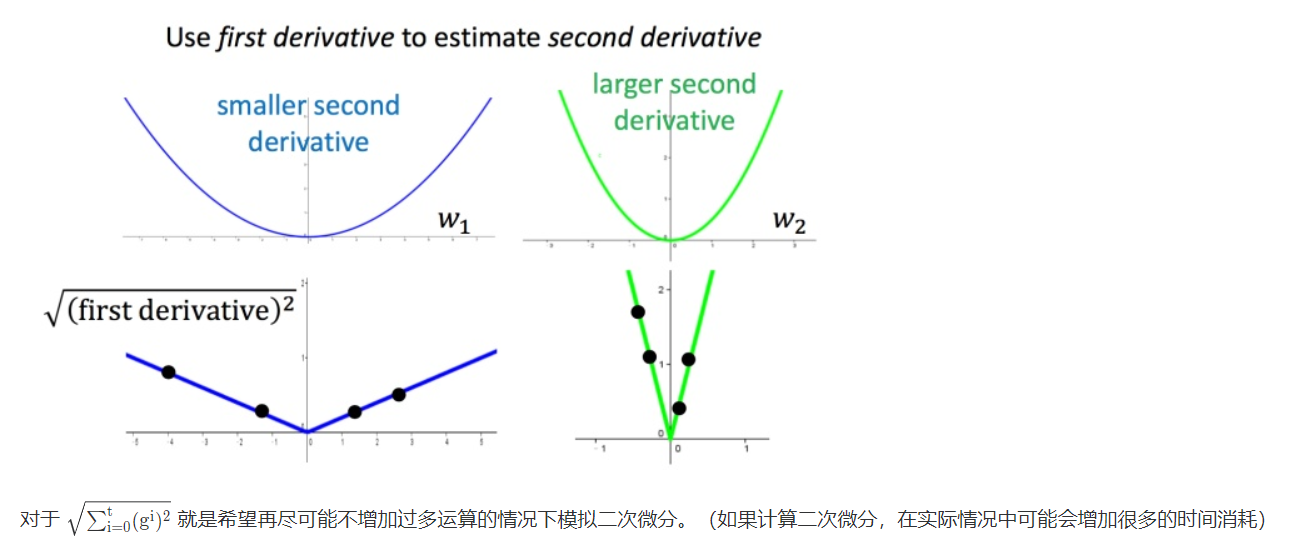 Use first derivative to estimate second derivative
smaller second
derivative
larger second
derivative
w₁
w₂
√(first derivative)²
对于 √∑ᵗᵢ₌₀(gⁱ)² 就是希望再尽可能不增加过多运算的情况下模拟二次微分。（如果计算二次微分，在实际情况中可能会增加很多的时间消耗）